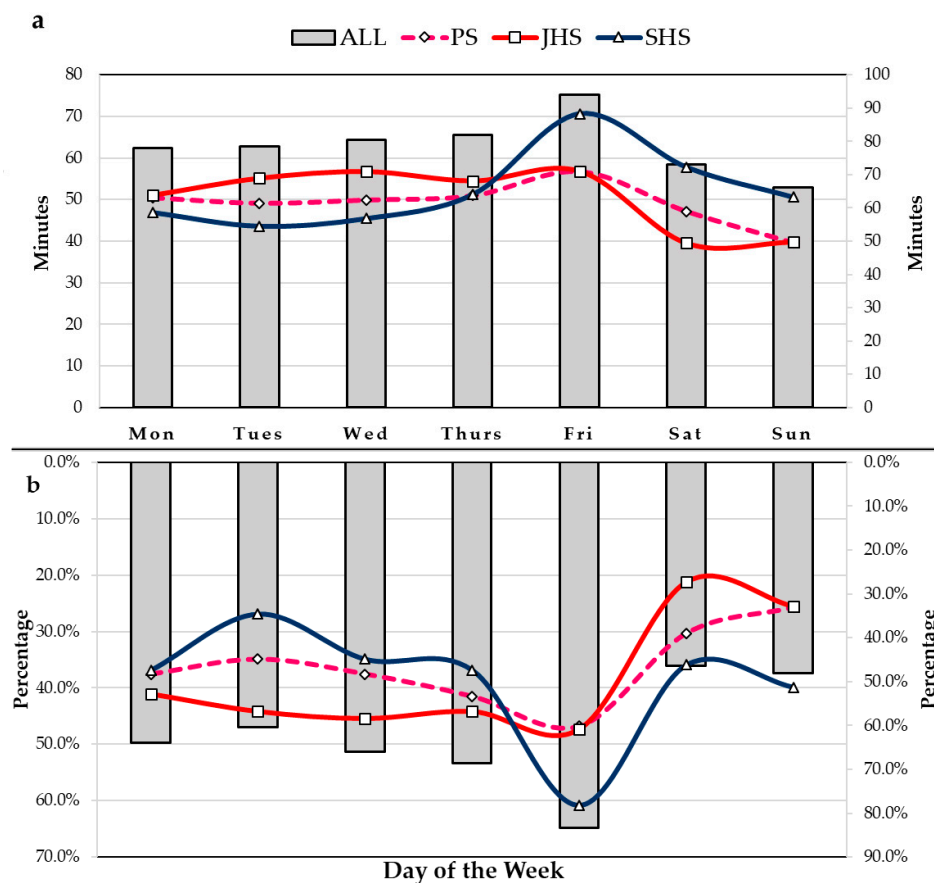 a
ALL PS JHS SHS
80 100
70 90
60 80
50 70
40 60
30 50
20 40
10 30
0 20
10
0
Minutes
Minutes
Mon Tues Wed Thurs Fri Sat Sun
b
0.0% 0.0%
10.0% 10.0%
20.0% 20.0%
30.0% 30.0%
40.0% 40.0%
50.0% 50.0%
60.0% 60.0%
70.0% 70.0%
80.0%
90.0%
Percentage
Percentage
Day of the Week